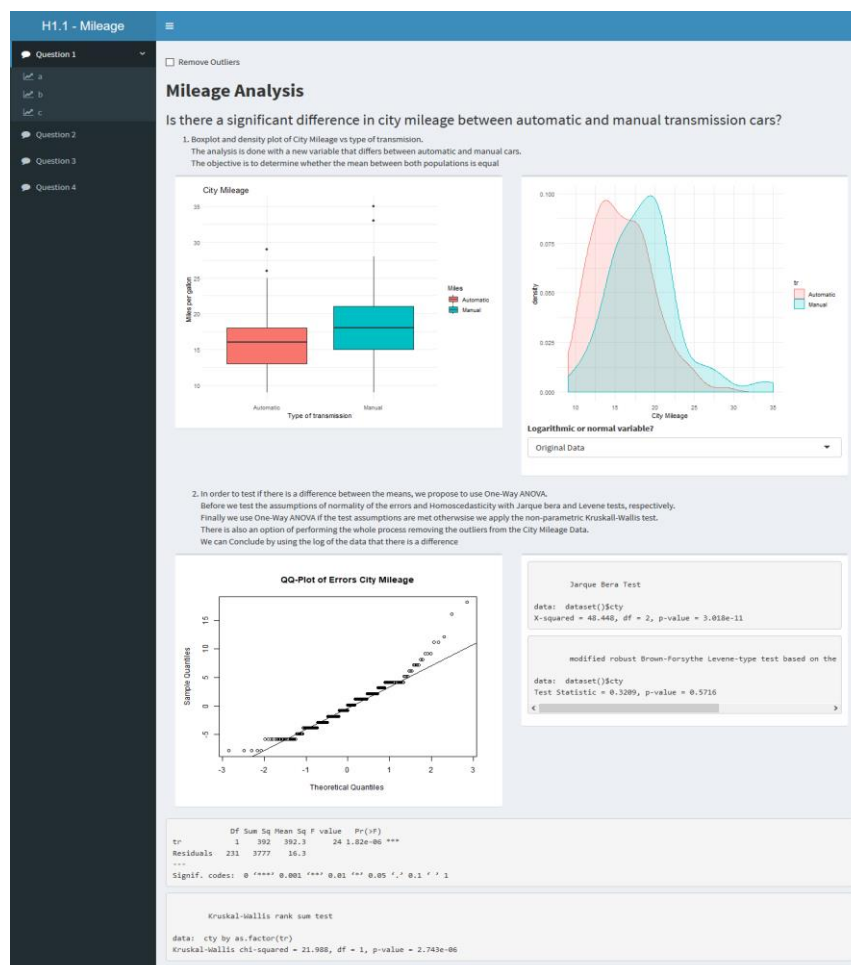 H1.1 - Mileage
Question 1
a
b
c
Question 2
Question 3
Question 4
Remove Outliers
Mileage Analysis
Is there a significant difference in city mileage between automatic and manual transmission cars?
1. Boxplot and density plot of City Mileage vs type of transmision.
The analysis is done with a new variable that differs between automatic and manual cars.
The objective is to determine whether the mean between both populations is equal
City Mileage
35
30
25
20
15
10
Miles per gallon
Automatic
Manual
Type of transmission
Miles
Automatic
Manual
0.100
0.075
0.050
0.025
0.000
density
10 15 20 25 30 35
City Mileage
tr
Automatic
Manual
Logarithmic or normal variable?
Original Data
2. In order to test if there is a difference between the means, we propose to use One-Way ANOVA.
Before we test the assumptions of normality of the errors and Homoscedasticity with Jarque bera and Levene tests, respectively.
Finally we use One-Way ANOVA if the test assumptions are met otherwsise we apply the non-parametric Kruskall-Wallis test.
There is also an option of performing the whole process removing the outliers from the City Mileage Data.
We can Conclude by using the log of the data that there is a difference
QQ-Plot of Errors City Mileage
15
10
5
0
-5
Sample Quantiles
-3 -2 -1 0 1 2 3
Theoretical Quantiles
Jarque Bera Test
data: dataset()$cty
X-squared = 48.448, df = 2, p-value = 3.018e-11
modified robust Brown-Forsythe Levene-type test based on the
data: dataset()$cty
Test Statistic = 0.3209, p-value = 0.5716
Df Sum Sq Mean Sq F value Pr(>F)
tr 1 392 392.3 24 1.82e-06 ***
Residuals 231 3777 16.3
---
Signif. codes: 0 ‘***’ 0.001 ‘**’ 0.01 ‘*’ 0.05 ‘.’ 0.1 ‘ ’ 1
Kruskal-Wallis rank sum test
data: cty by as.factor(tr)
Kruskal-Wallis chi-squared = 21.988, df = 1, p-value = 2.743e-06